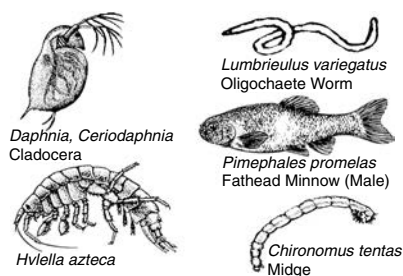 Daphnia, Ceriodaphnia
Cladocera
Hvlella azteca
Lumbrieulus variegatus
Oligochaete Worm
Pimephales promelas
Fathead Minnow (Male)
Chironomus tentas
Midge